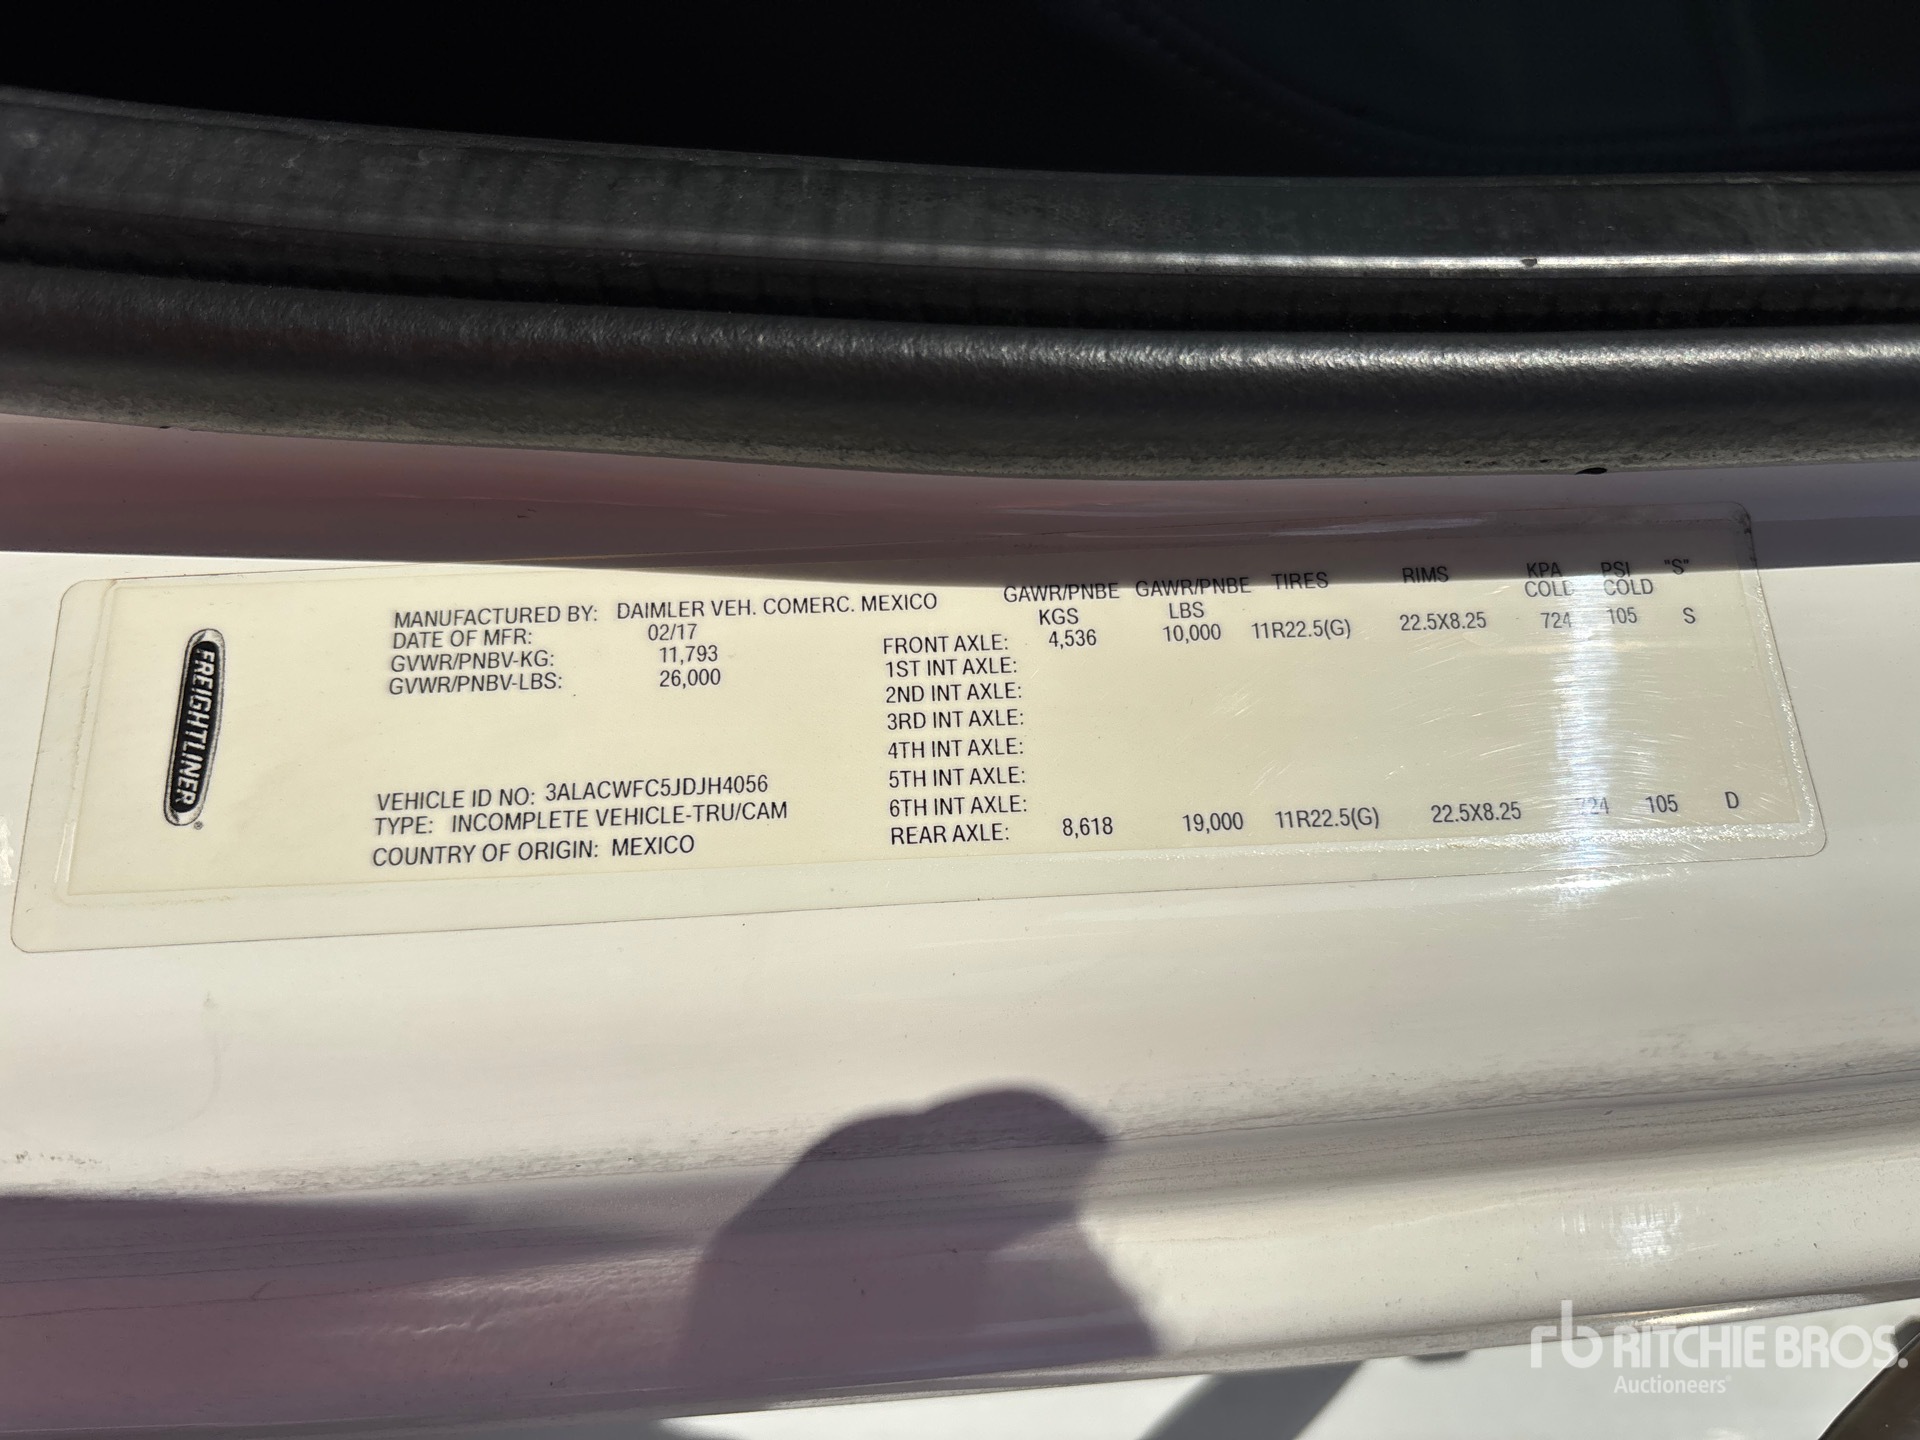 FREIGHTLINER®
MANUFACTURED BY: DAIMLER VEH. COMERC. MEXICO
DATE OF MFR: 02/17
GVWR/PNBV-KG: 11,793
GVWR/PNBV-LBS: 26,000
VEHICLE ID NO: 3ALACWFC5JDJH4056
TYPE: INCOMPLETE VEHICLE-TRU/CAM
COUNTRY OF ORIGIN: MEXICO
GAWR/PNBE KGS GAWR/PNBE LBS TIRES RIMS KPA COLD PSI COLD "S"
FRONT AXLE: 4,536 10,000 11R22.5(G) 22.5X8.25 724 105 S
1ST INT AXLE:
2ND INT AXLE:
3RD INT AXLE:
4TH INT AXLE:
5TH INT AXLE:
6TH INT AXLE:
REAR AXLE: 8,618 19,000 11R22.5(G) 22.5X8.25 724 105 D
rb RITCHIE BROS.
Auctioneers